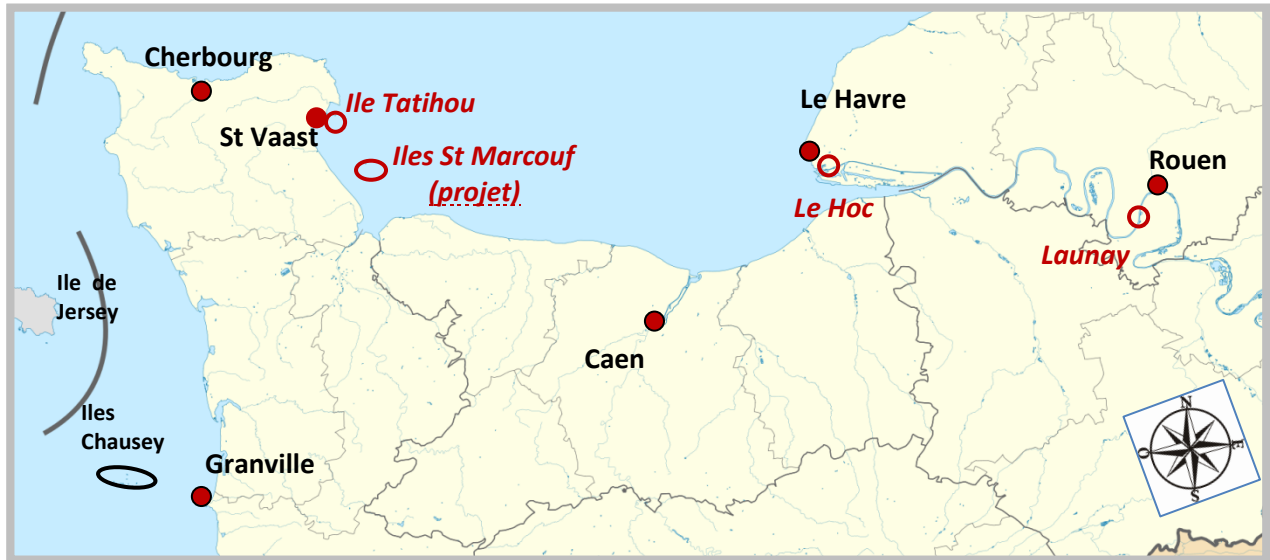 Cherbourg
Ile Tatihou
St Vaast
Iles St Marcouf
(projet)
Le Havre
Le Hoc
Rouen
Launay
Ile de
Jersey
Caen
Iles
Chausey
Granville
N
E
S
O